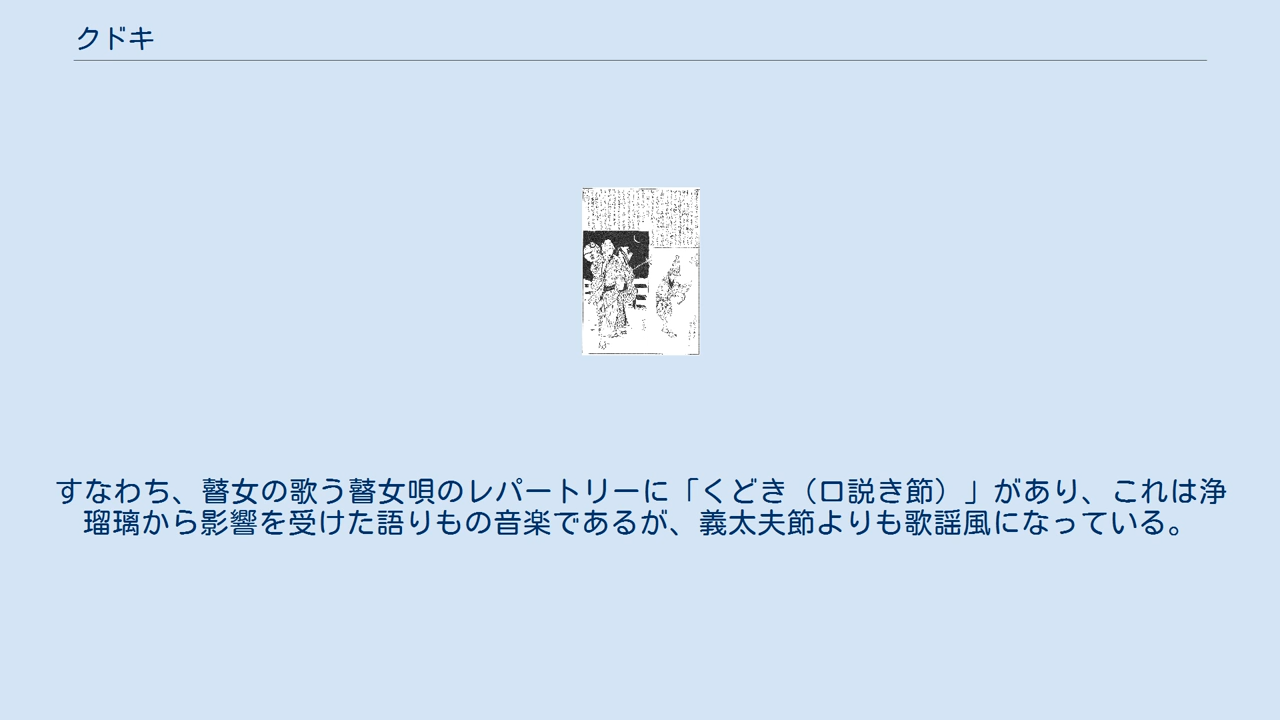 クドキ
すなわち、瞽女の歌う瞽女唄のレパートリーに「くどき（口説き節）」があり、これは浄
瑠璃から影響を受けた語りもの音楽であるが、義太夫節よりも歌謡風になっている。